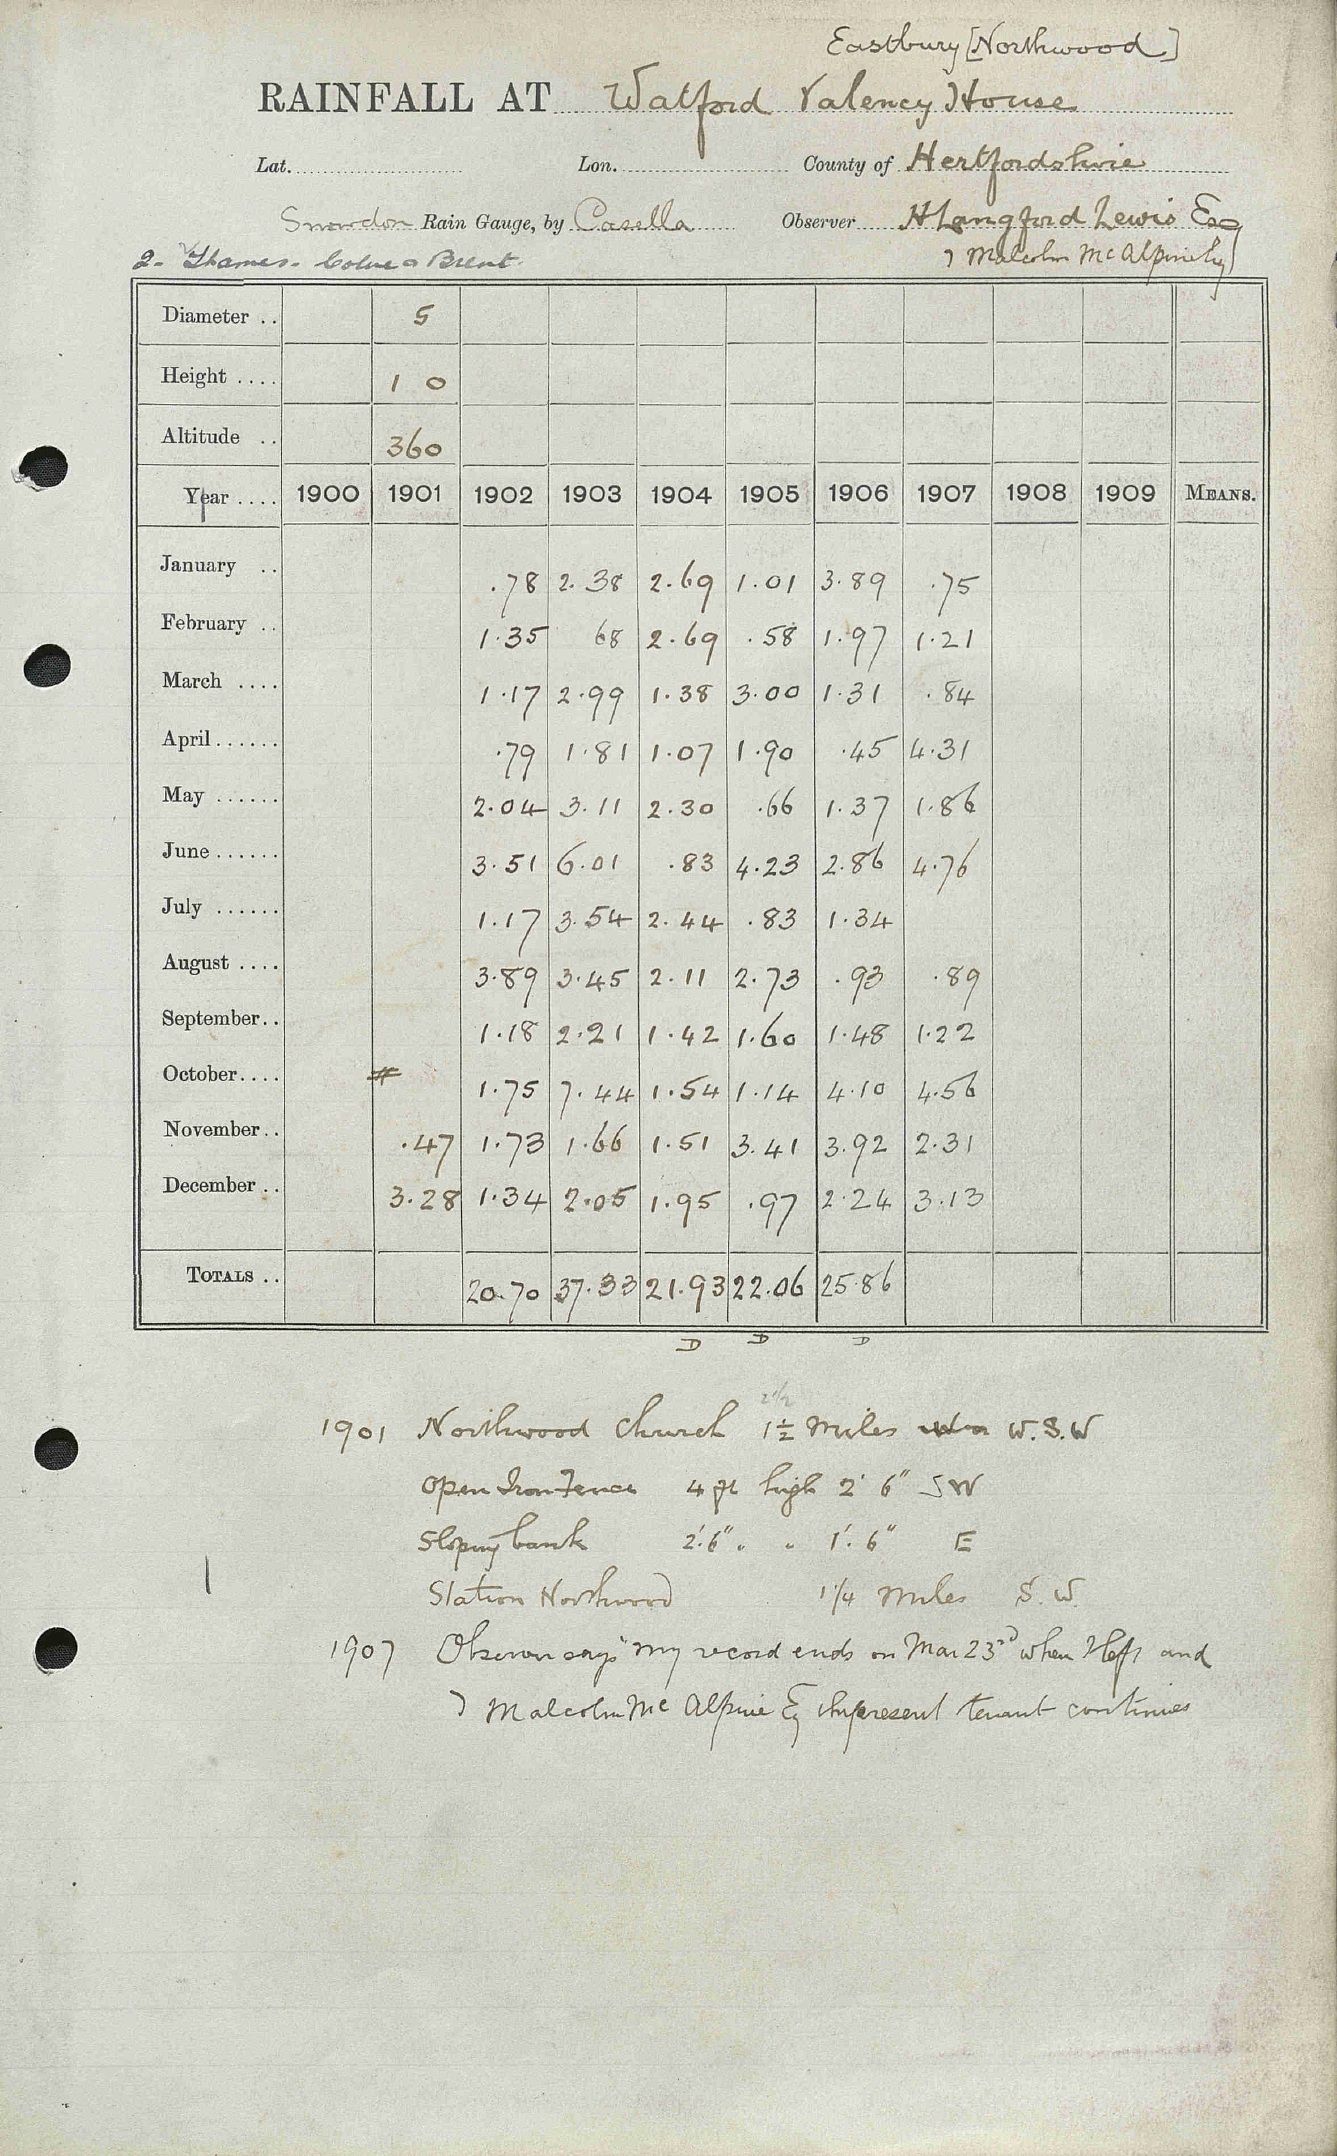 Eastbury [Northwood]
RAINFALL AT Watford Valency House
Lat. Lon. County of Hertfordshire
Snowdon Rain Gauge, by Casella Observer H Langford Lewis Esq
2. Thames. Colne & Brent. Malcolm McAlpine Esq
Diameter .. 5
Height .... 1 0
Altitude .. 360
Year .... 1900 1901 1902 1903 1904 1905 1906 1907 1908 1909 MEANS.
January .. .78 2.38 2.69 1.01 3.89 .75
February .. 1.35 68 2.69 .58 1.97 1.21
March .... 1.17 2.99 1.38 3.00 1.31 .84
April ...... .79 1.81 1.07 1.90 .45 4.31
May ...... 2.04 3.11 2.30 .66 1.37 1.86
June ...... 3.51 6.01 .83 4.23 2.86 4.76
July ...... 1.17 3.54 2.44 .83 1.34
August .... 3.89 3.45 2.11 2.73 .93 .89
September.. 1.18 2.21 1.42 1.60 1.48 1.22
October.... # 1.75 7.44 1.54 1.14 4.10 4.56
November.. .47 1.73 1.66 1.51 3.41 3.92 2.31
December .. 3.28 1.34 2.05 1.95 .97 2.24 3.13
TOTALS .. 20.70 37.33 21.93 22.06 25.86
D D D
2 1/2
1901 Northwood Church 1½ Miles W.S.W
Open Iron Fence 4 ft high 2' 6" SW
Sloping bank 2'.6" " " 1'.6" E
Station Northwood 1 1/4 Miles S.W.
1907 Observer says "my record ends on Mar 23rd when I left and
Malcolm McAlpine Esq the present tenant continues